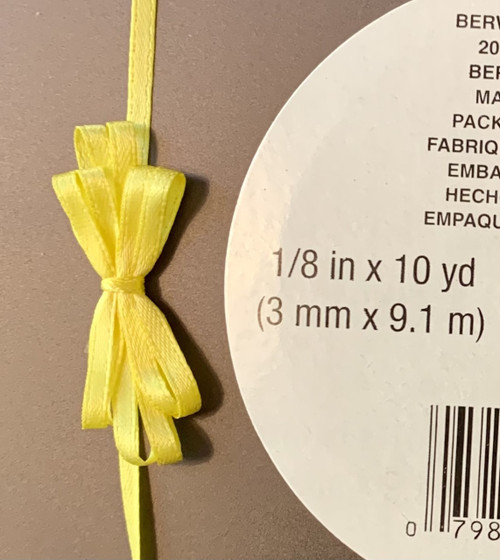 BERW
20
BER
MA
PACK
FABRIQ
EMBA
HECH
EMPAQU
1/8 in x 10 yd
(3 mm x 9.1 m)
0 798